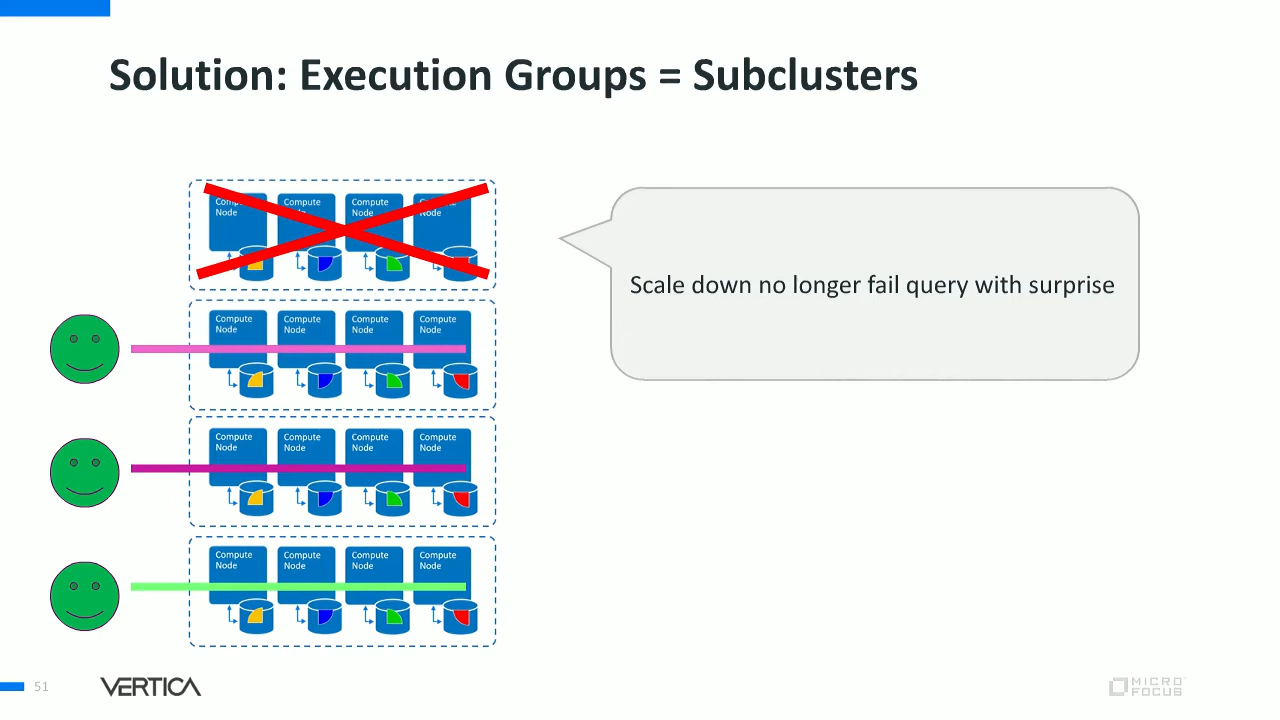 Solution: Execution Groups = Subclusters
Compute Node
Compute Node
Compute Node
Node
Scale down no longer fail query with surprise
Compute Node
Compute Node
Compute Node
Compute Node
Compute Node
Compute Node
Compute Node
Compute Node
Compute Node
Compute Node
Compute Node
Compute Node
51
VERTICA
MICRO
FOCUS